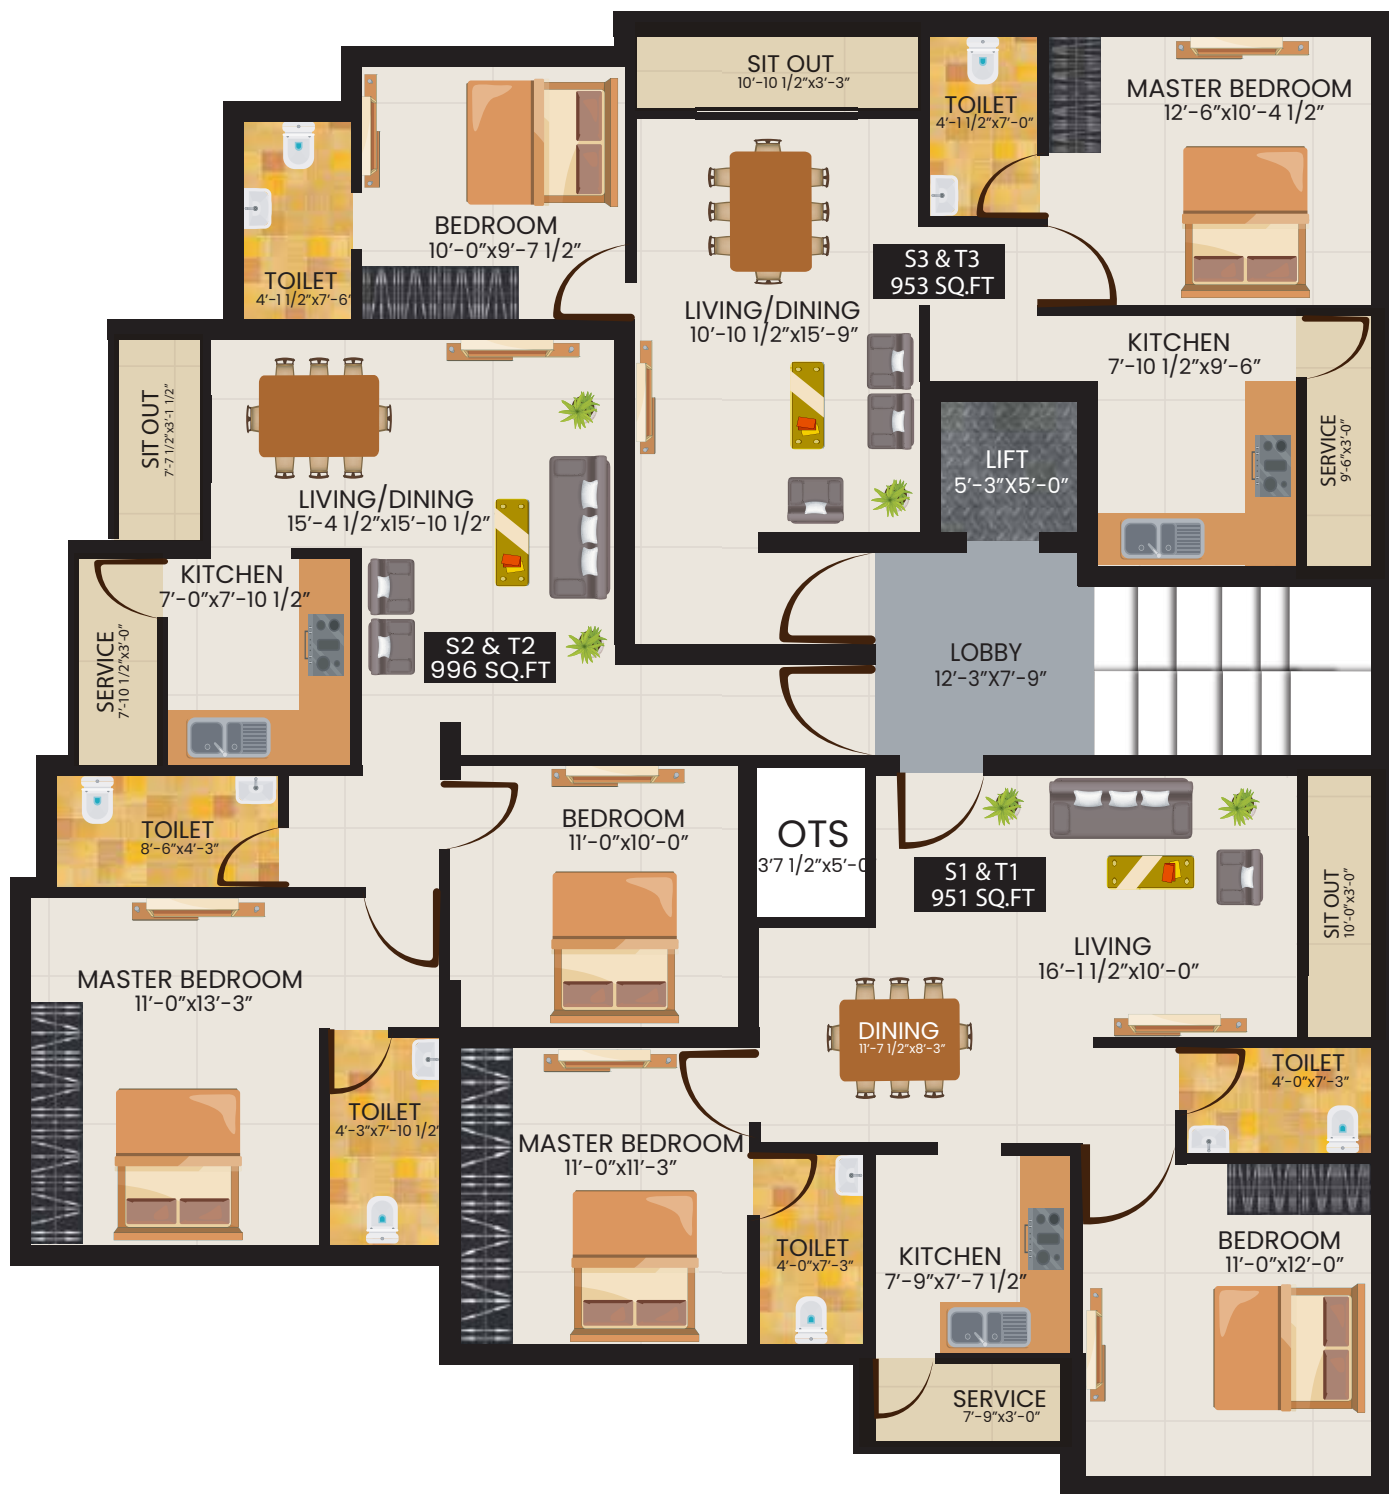 SIT OUT
10'-10 1/2"x3'-3"
TOILET
4'-1 1/2"x7'-0"
MASTER BEDROOM
12'-6"x10'-4 1/2"
BEDROOM
10'-0"x9'-7 1/2"
TOILET
4'-1 1/2"x7'-6'
S3 & T3
953 SQ.FT
LIVING/DINING
10'-10 1/2"x15'-9"
KITCHEN
7'-10 1/2"x9'-6"
SIT OUT
7'-7 1/2"x3'-1 1/2"
SERVICE
9'-6"x3'-0"
LIFT
5'-3"X5'-0"
LIVING/DINING
15'-4 1/2"x15'-10 1/2"
KITCHEN
7'-0"x7'-10 1/2"
SERVICE
7'-10 1/2"x3'-0"
S2 & T2
996 SQ.FT
LOBBY
12'-3"X7'-9"
TOILET
8'-6"x4'-3"
BEDROOM
11'-0"x10'-0"
OTS
3'7 1/2"x5'-0
S1 & T1
951 SQ.FT
SIT OUT
10'-0"x3'-0"
LIVING
16'-1 1/2"x10'-0"
MASTER BEDROOM
11'-0"x13'-3"
DINING
11'-7 1/2"x8'-3"
TOILET
4'-0"x7'-3"
TOILET
4'-3"x7'-10 1/2'
MASTER BEDROOM
11'-0"x11'-3"
TOILET
4'-0"x7'-3"
KITCHEN
7'-9"x7'-7 1/2"
BEDROOM
11'-0"x12'-0"
SERVICE
7'-9"x3'-0"